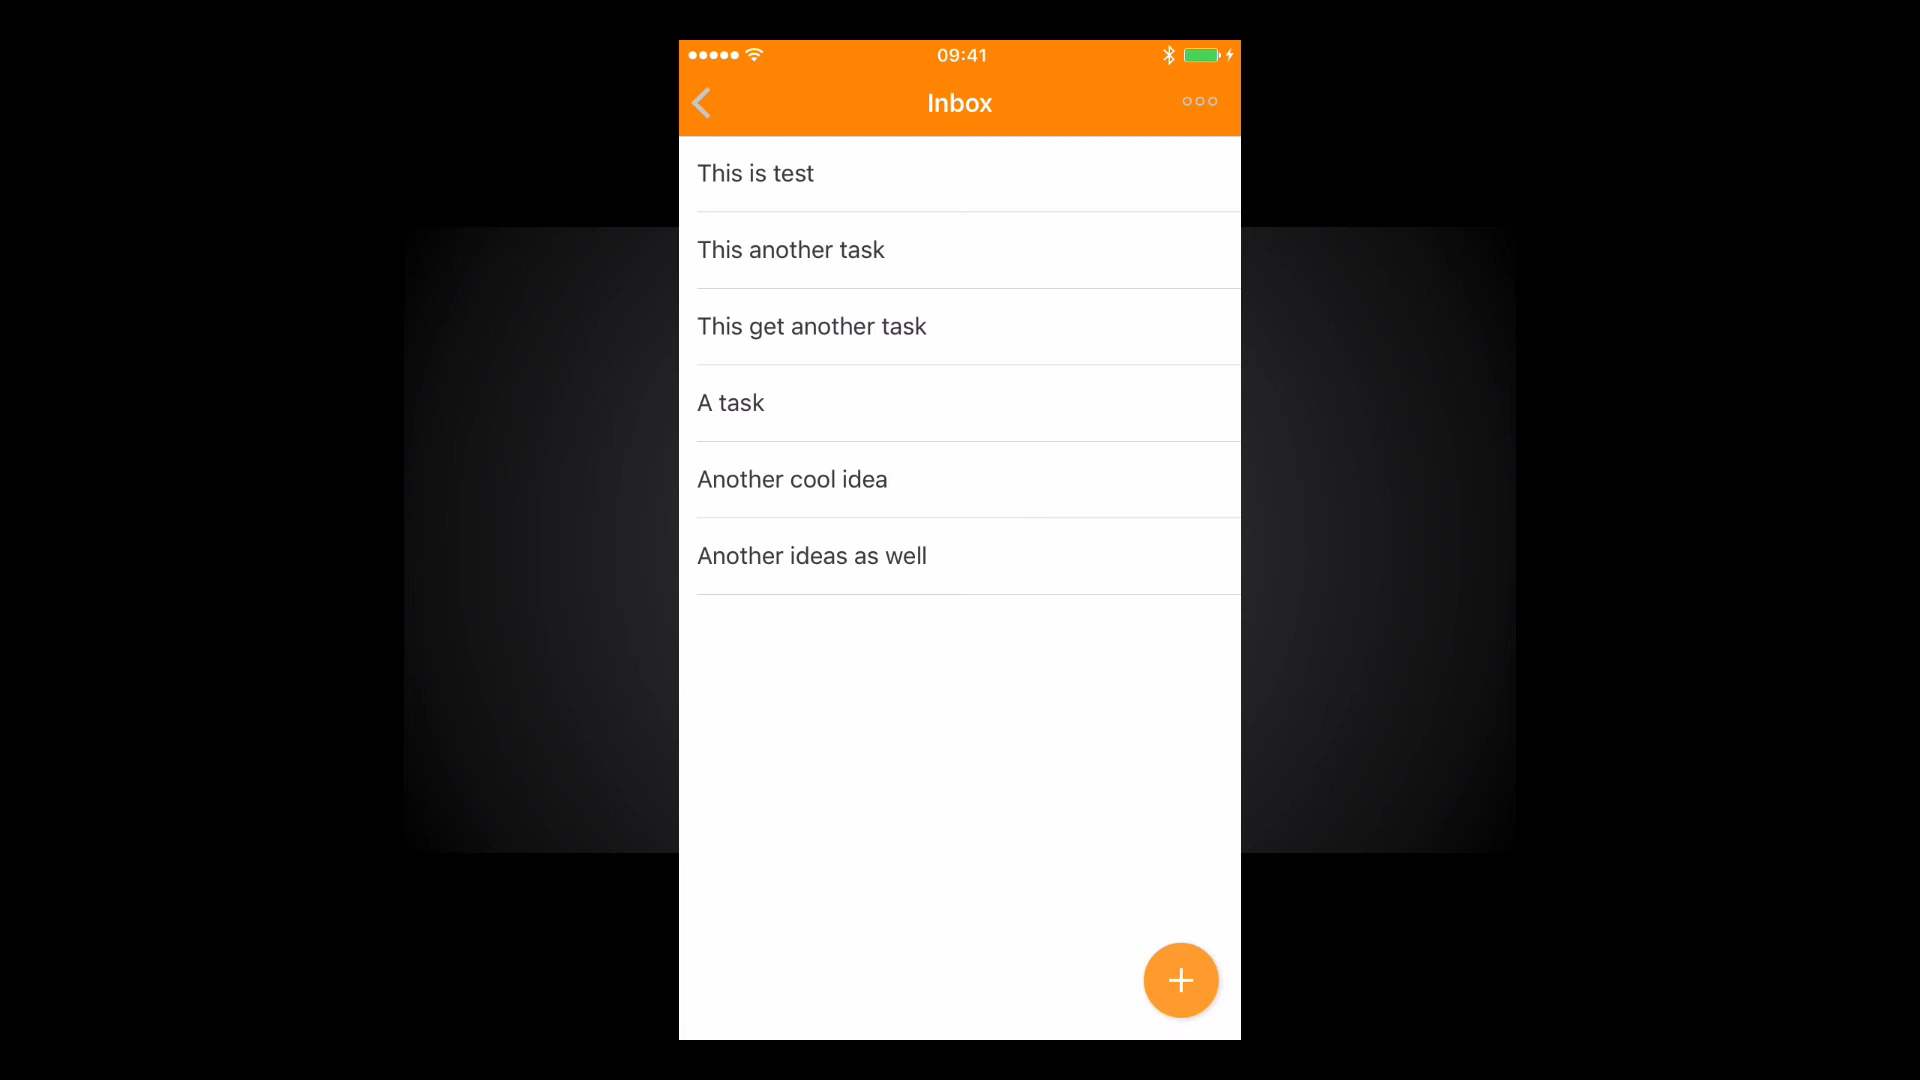 09:41
Inbox
This is test
This another task
This get another task
A task
Another cool idea
Another ideas as well